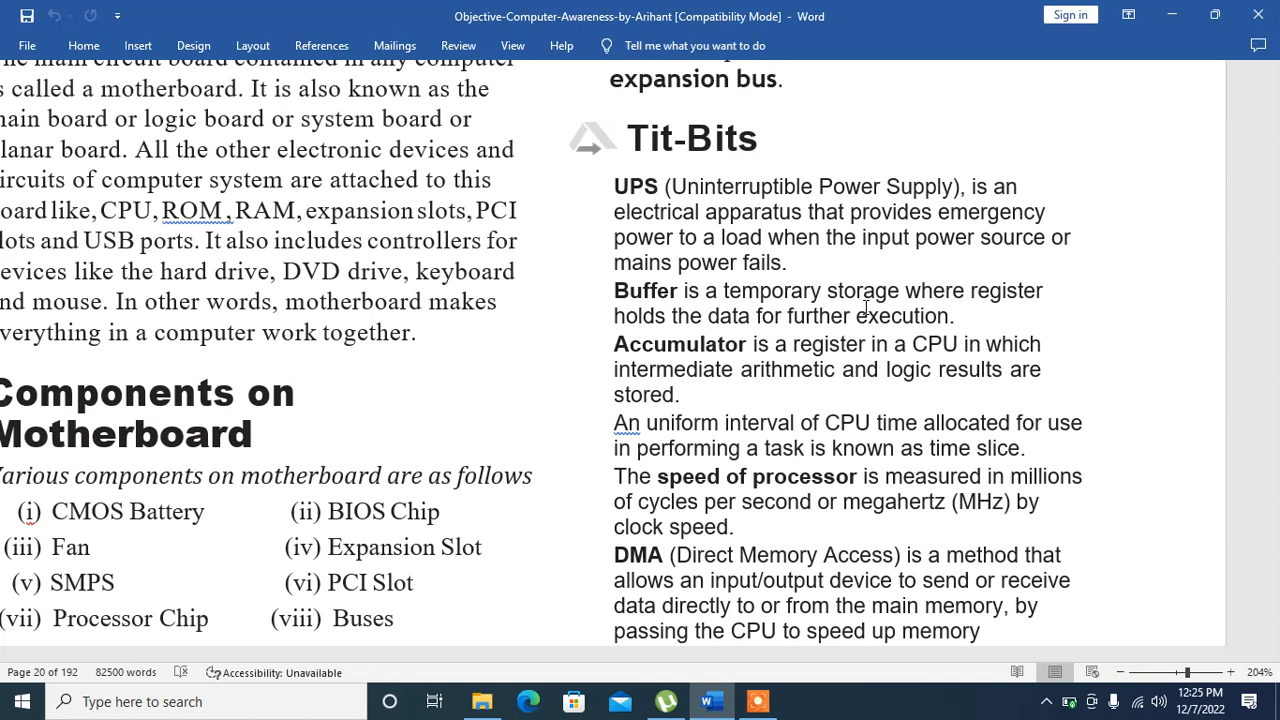 Objective-Computer-Awareness-by-Arihant [Compatibility Mode] - Word
Sign in
File Home Insert Design Layout References Mailings Review View Help Tell me what you want to do
he main circuit board contained in any computer
s called a motherboard. It is also known as the
nain board or logic board or system board or
lanar board. All the other electronic devices and
ircuits of computer system are attached to this
oard like, CPU, ROM , RAM, expansion slots, PCI
lots and USB ports. It also includes controllers for
evices like the hard drive, DVD drive, keyboard
nd mouse. In other words, motherboard makes
verything in a computer work together.
Components on
Motherboard
Various components on motherboard are as follows
(i) CMOS Battery (ii) BIOS Chip
(iii) Fan (iv) Expansion Slot
(v) SMPS (vi) PCI Slot
(vii) Processor Chip (viii) Buses
expansion bus.
Tit-Bits
UPS (Uninterruptible Power Supply), is an
electrical apparatus that provides emergency
power to a load when the input power source or
mains power fails.
Buffer is a temporary storage where register
holds the data for further execution.
Accumulator is a register in a CPU in which
intermediate arithmetic and logic results are
stored.
An uniform interval of CPU time allocated for use
in performing a task is known as time slice.
The speed of processor is measured in millions
of cycles per second or megahertz (MHz) by
clock speed.
DMA (Direct Memory Access) is a method that
allows an input/output device to send or receive
data directly to or from the main memory, by
passing the CPU to speed up memory
Page 20 of 192 82500 words Accessibility: Unavailable 204%
Type here to search
12:25 PM
12/7/2022